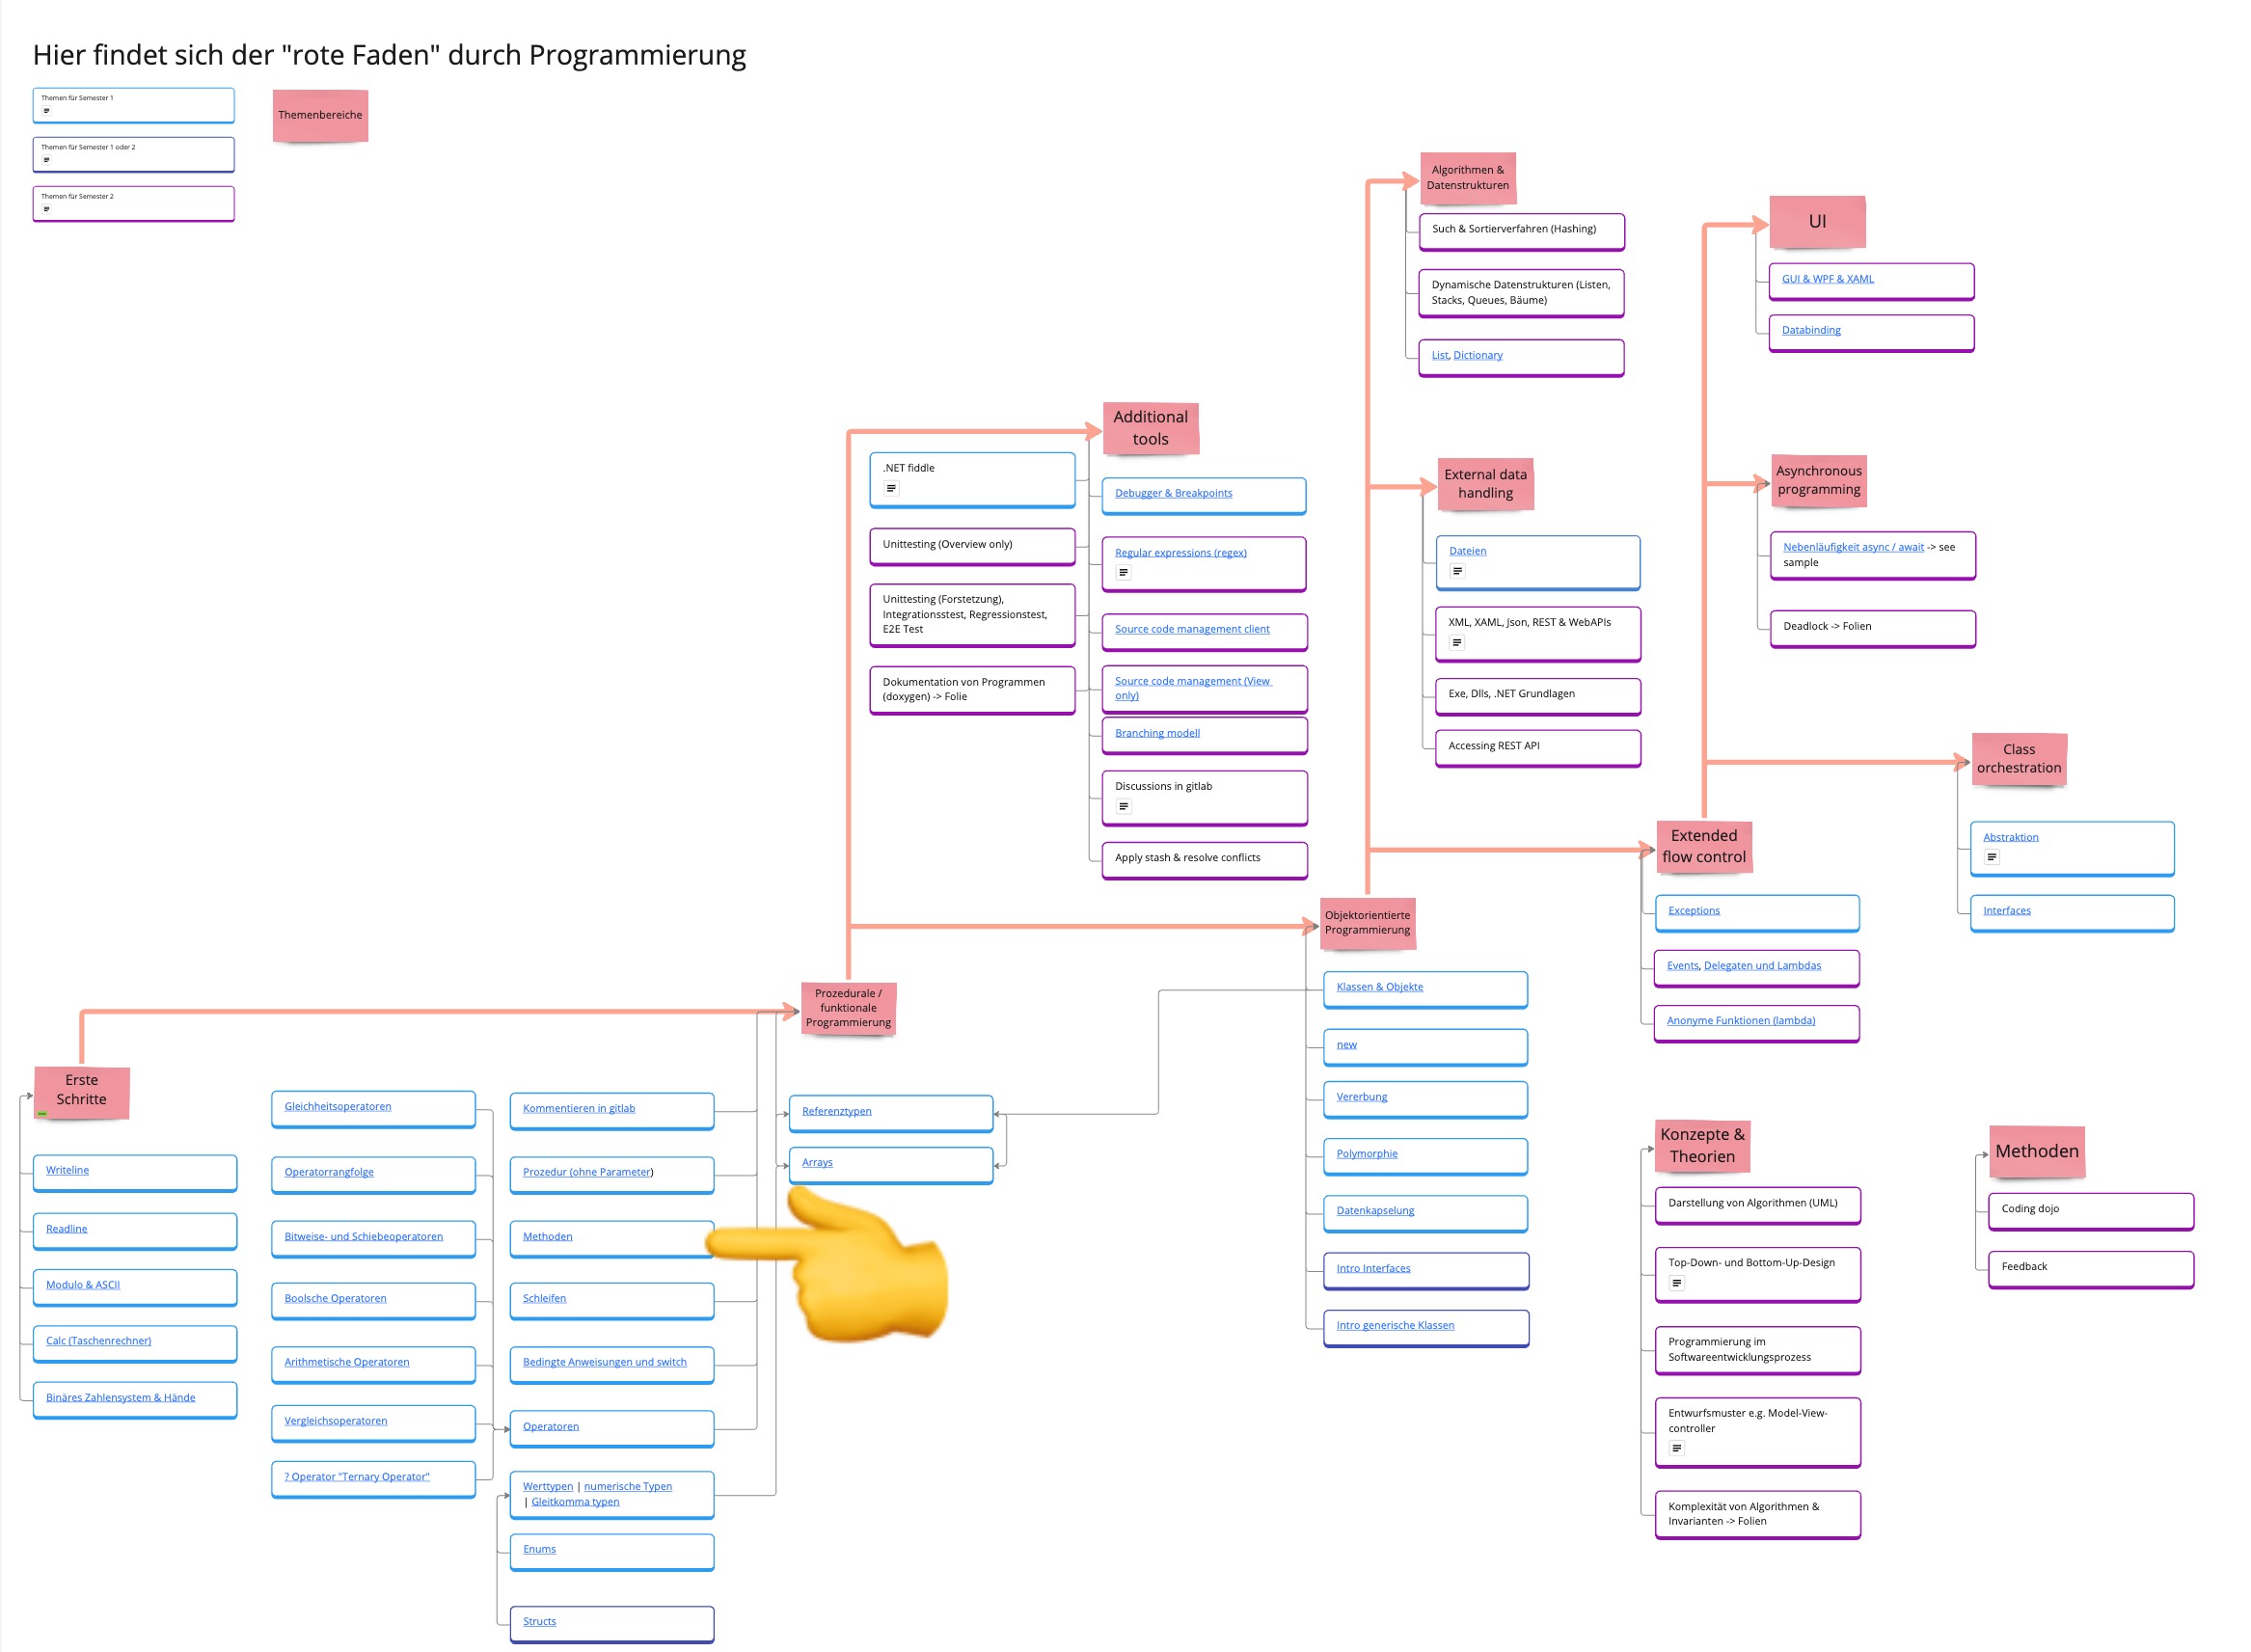 Hier findet sich der "rote Faden" durch Programmierung
Themen für Semester 1
Themen für Semester 1 oder 2
Themen für Semester 2
Themenbereiche
Erste
Schritte
Writeline
Readline
Modulo & ASCII
Calc (Taschenrechner)
Binäres Zahlensystem & Hände
Gleichheitsoperatoren
Operatorrangfolge
Bitweise- und Schiebeoperatoren
Boolsche Operatoren
Arithmetische Operatoren
Vergleichsoperatoren
? Operator "Ternary Operator"
Kommentieren in gitlab
Prozedur (ohne Parameter)
Methoden
Schleifen
Bedingte Anweisungen und switch
Operatoren
Werttypen | numerische Typen
| Gleitkomma typen
Enums
Structs
Prozedurale /
funktionale
Programmierung
Referenztypen
Arrays
Additional
tools
.NET fiddle
Unittesting (Overview only)
Unittesting (Forstetzung),
Integrationsstest, Regressionstest,
E2E Test
Dokumentation von Programmen
(doxygen) -> Folie
Debugger & Breakpoints
Regular expressions (regex)
Source code management client
Source code management (View
only)
Branching modell
Discussions in gitlab
Apply stash & resolve conflicts
Objektorientierte
Programmierung
Klassen & Objekte
new
Vererbung
Polymorphie
Datenkapselung
Intro Interfaces
Intro generische Klassen
Algorithmen &
Datenstrukturen
Such & Sortierverfahren (Hashing)
Dynamische Datenstrukturen (Listen,
Stacks, Queues, Bäume)
List, Dictionary
External data
handling
Dateien
XML, XAML, Json, REST & WebAPIs
Exe, Dlls, .NET Grundlagen
Accessing REST API
Extended
flow control
Exceptions
Events, Delegaten und Lambdas
Anonyme Funktionen (lambda)
UI
GUI & WPF & XAML
Databinding
Asynchronous
programming
Nebenläufigkeit async / await -> see
sample
Deadlock -> Folien
Class
orchestration
Abstraktion
Interfaces
Konzepte &
Theorien
Darstellung von Algorithmen (UML)
Top-Down- und Bottom-Up-Design
Programmierung im
Softwareentwicklungsprozess
Entwurfsmuster e.g. Model-View-
controller
Komplexität von Algorithmen &
Invarianten -> Folien
Methoden
Coding dojo
Feedback